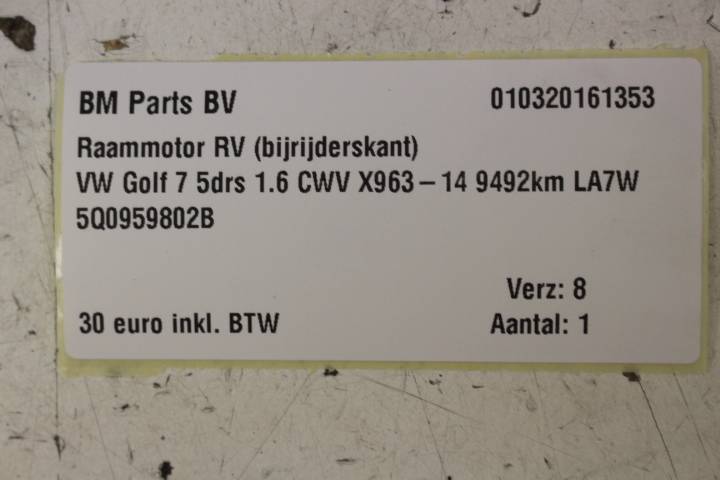 BM Parts BV 010320161353
Raammotor RV (bijrijderskant)
VW Golf 7 5drs 1.6 CWV X963 – 14 9492km LA7W
5Q0959802B
Verz: 8
30 euro inkl. BTW Aantal: 1